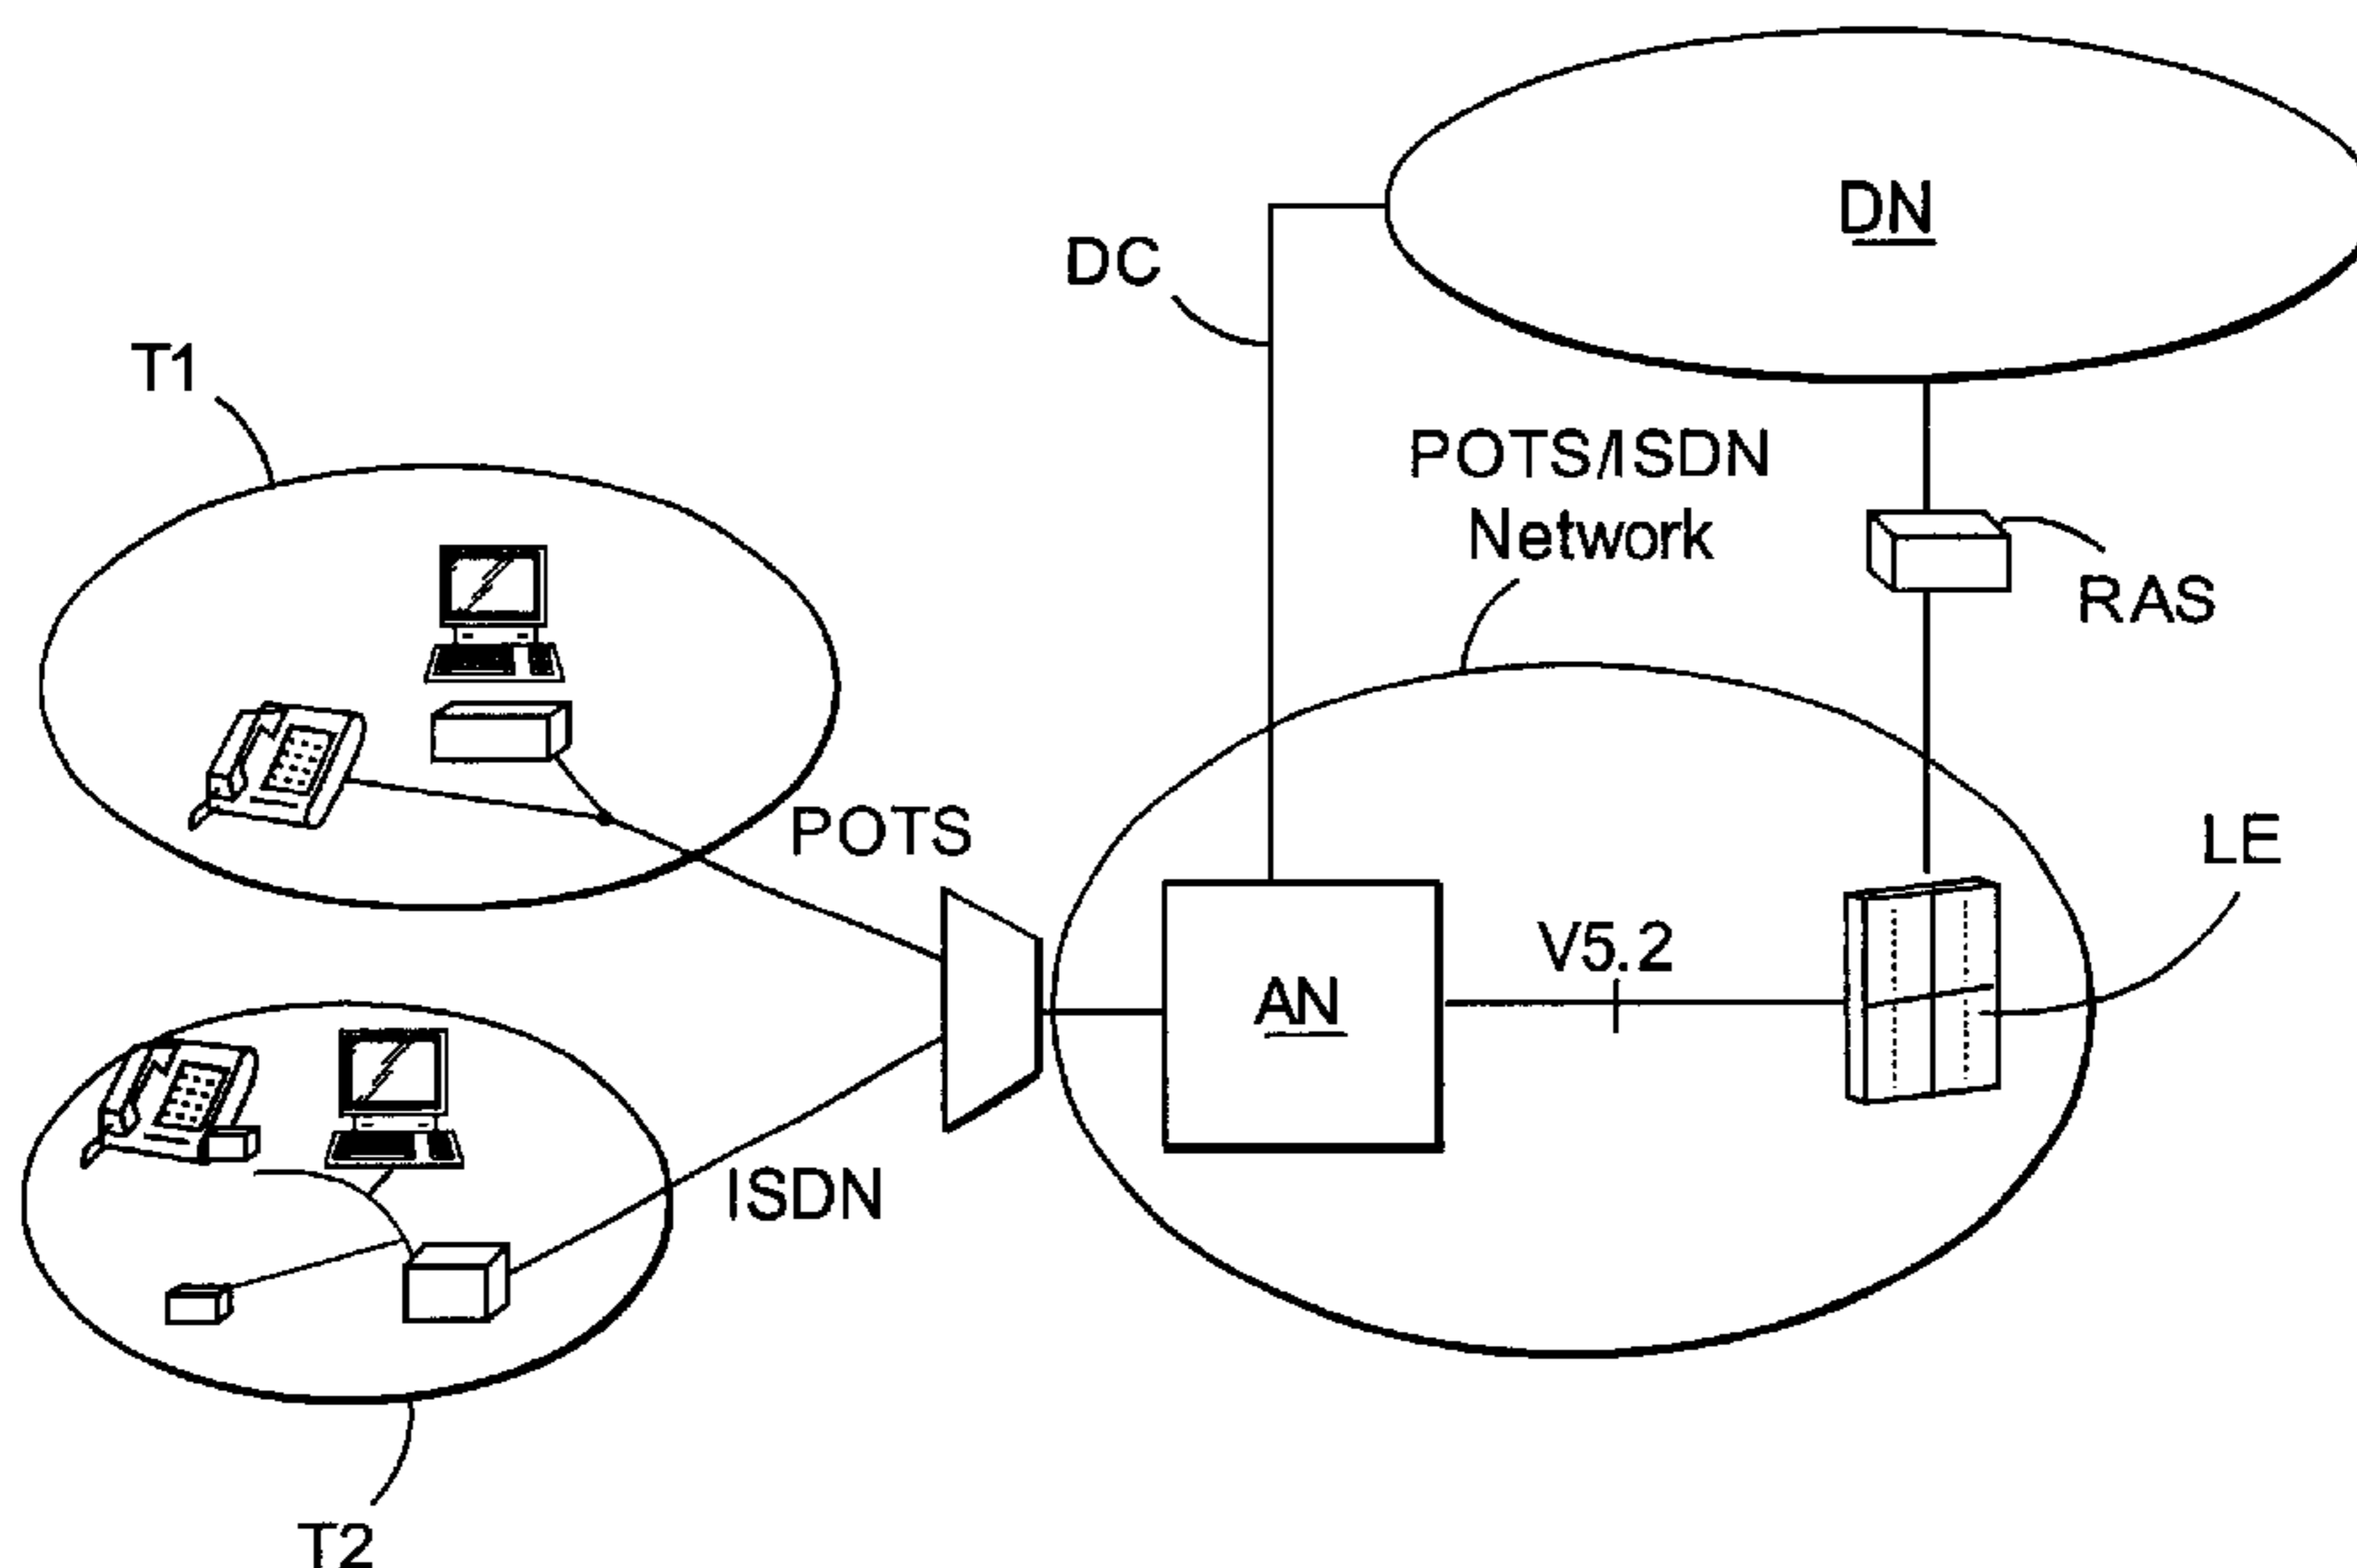 DN
DC
T1
POTS/ISDN
Network
RAS
POTS
LE
V5.2
AN
ISDN
T2